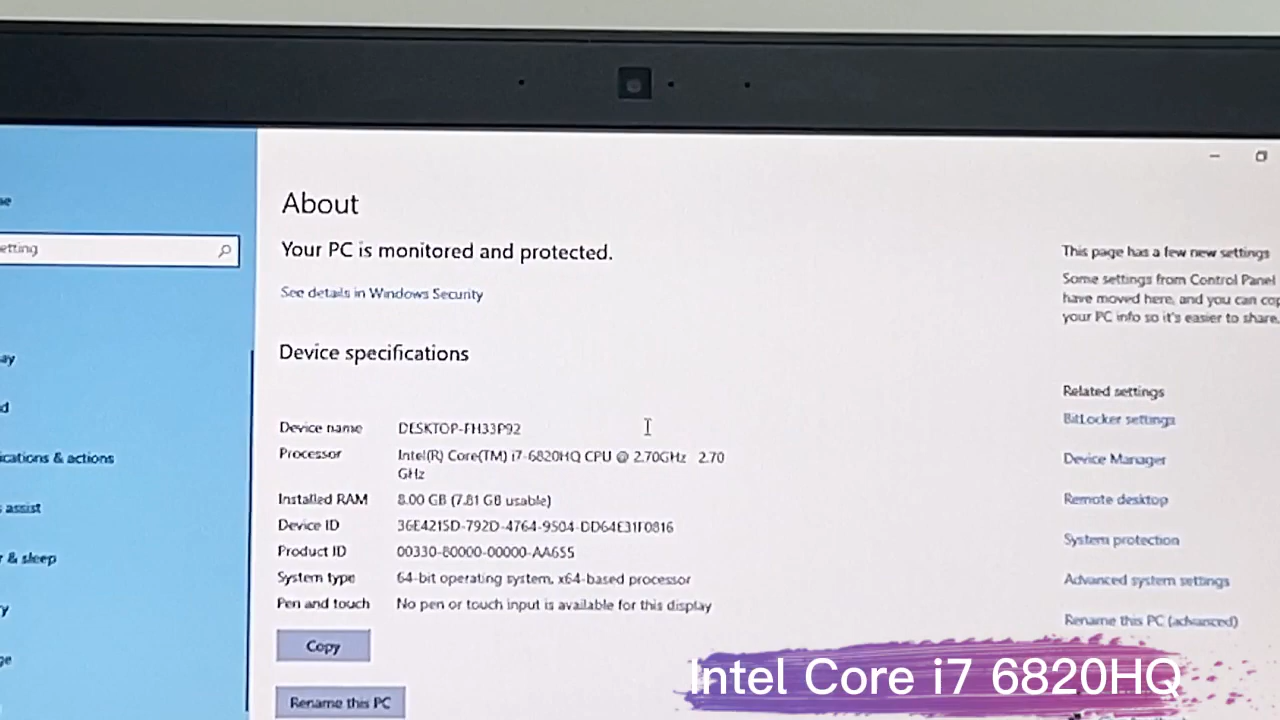 etting
ay
ications & actions
assist
& sleep
About
Your PC is monitored and protected.
See details in Windows Security
Device specifications
Device name DESKTOP-FH33P92
Processor Intel(R) Core(TM) i7-6820HQ CPU @ 2.70GHz 2.70
GHz
Installed RAM 8.00 GB (7.81 GB usable)
Device ID 36E4215D-792D-4764-9504-DD64E31F0816
Product ID 00330-80000-00000-AA655
System type 64-bit operating system, x64-based processor
Pen and touch No pen or touch input is available for this display
Copy
Rename this PC
This page has a few new settings
Some settings from Control Panel
have moved here, and you can cop
your PC info so it's easier to share.
Related settings
BitLocker settings
Device Manager
Remote desktop
System protection
Advanced system settings
Rename this PC (advanced)
Intel Core i7 6820HQ